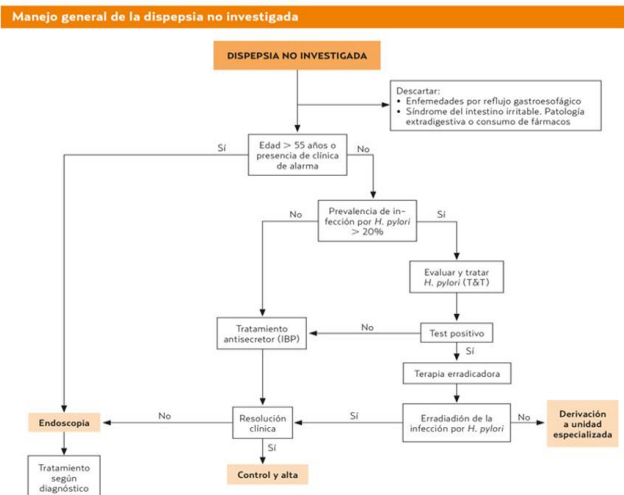 Manejo general de la dispepsia no investigada
DISPEPSIA NO INVESTIGADA
Descartar:
• Enfemedades por reflujo gastroesofágico
• Síndrome del intestino irritable. Patología
extradigestiva o consumo de fármacos
Sí
Edad > 55 años o
presencia de clínica
de alarma
No
No
Prevalencia de in-
fección por H. pylori
> 20%
Sí
Evaluar y tratar
H. pylori (T&T)
Tratamiento
antisecretor (IBP)
No
Test positivo
Sí
Terapia erradicadora
Endoscopia
No
Resolución
clínica
Sí
Erradiadión de la
infección por H. pylori
No
Derivación
a unidad
especializada
Sí
Tratamiento
según
diagnóstico
Control y alta